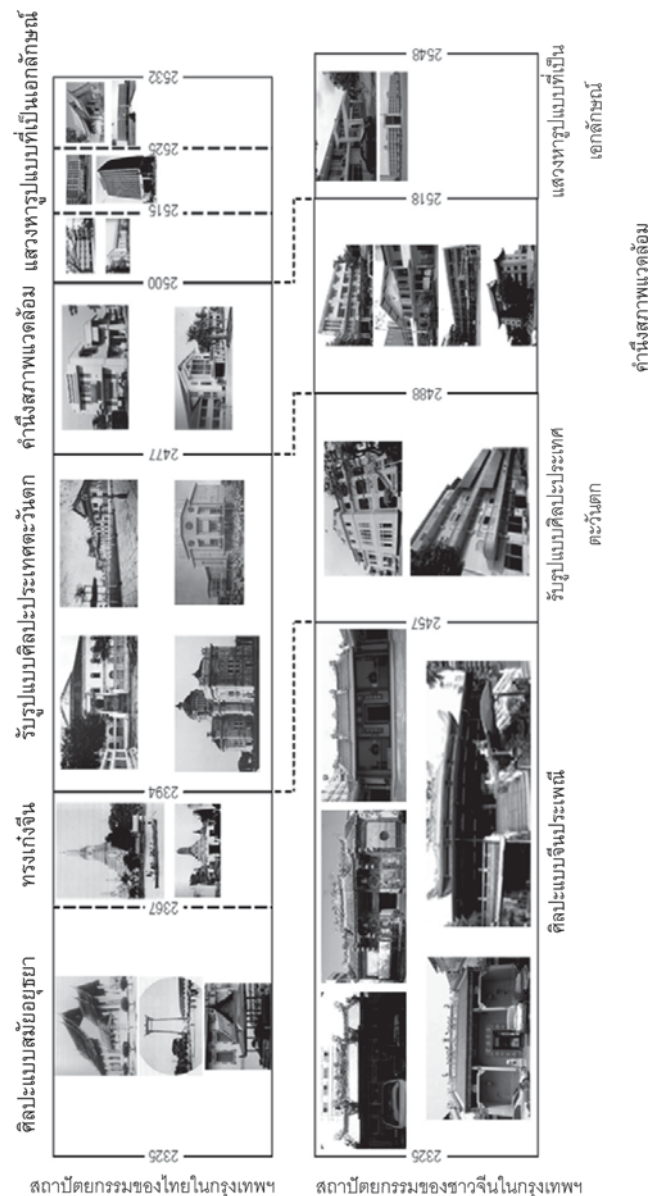 สถาปัตยกรรมของไทยในกรุงเทพฯ
ศิลปะแบบสมัยอยุธยา
ทรงเก๋งจีน
รับรูปแบบศิลปะประเทศตะวันตก
คำนึงสภาพแวดล้อม
แสวงหารูปแบบที่เป็นเอกลักษณ์
2325
2367
2394
2477
2500
2515
2525
2532
สถาปัตยกรรมของชาวจีนในกรุงเทพฯ
2325
2457
2488
2518
2548
ศิลปะแบบจีนประเพณี
รับรูปแบบศิลปะประเทศ
ตะวันตก
คำนึงสภาพแวดล้อม
แสวงหารูปแบบที่เป็น
เอกลักษณ์